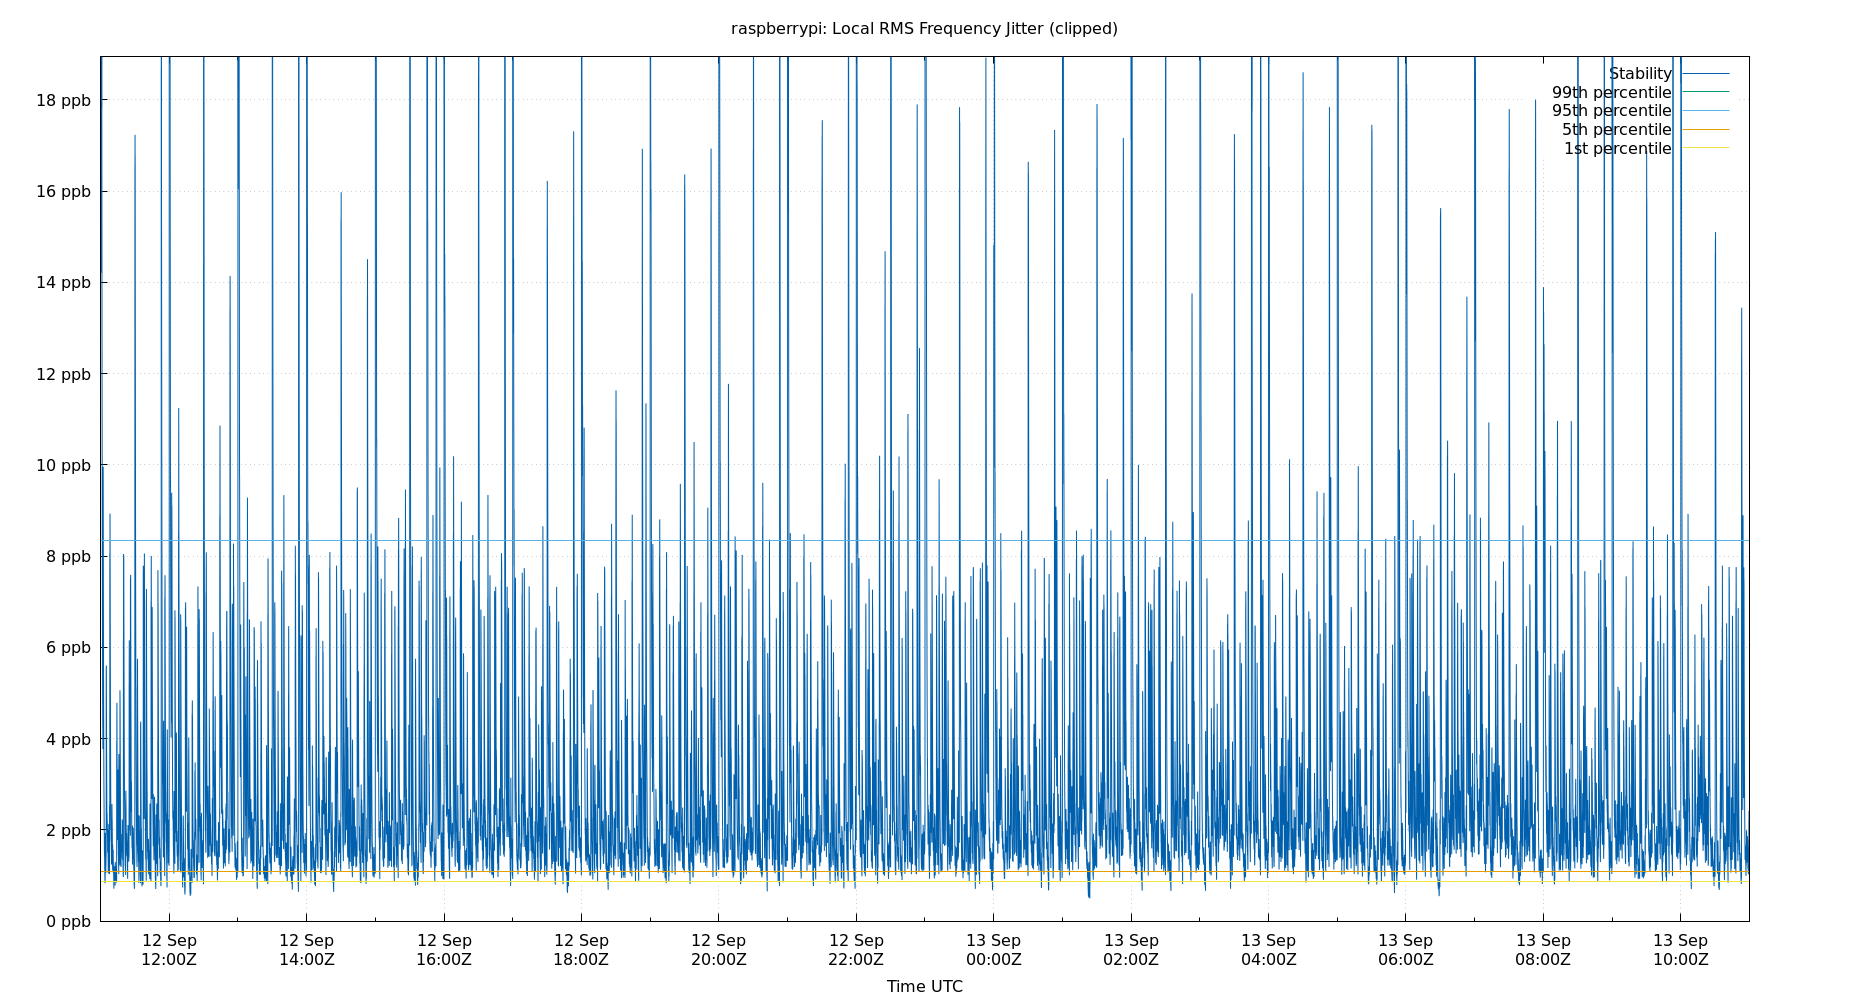 raspberrypi: Local RMS Frequency Jitter (clipped)
Stability
99th percentile
95th percentile
5th percentile
1st percentile
18 ppb
16 ppb
14 ppb
12 ppb
10 ppb
8 ppb
6 ppb
4 ppb
2 ppb
0 ppb
12 Sep 12 Sep 12 Sep 12 Sep 12 Sep 12 Sep 13 Sep 13 Sep 13 Sep 13 Sep 13 Sep 13 Sep
12:00Z 14:00Z 16:00Z 18:00Z 20:00Z 22:00Z 00:00Z 02:00Z 04:00Z 06:00Z 08:00Z 10:00Z
Time UTC